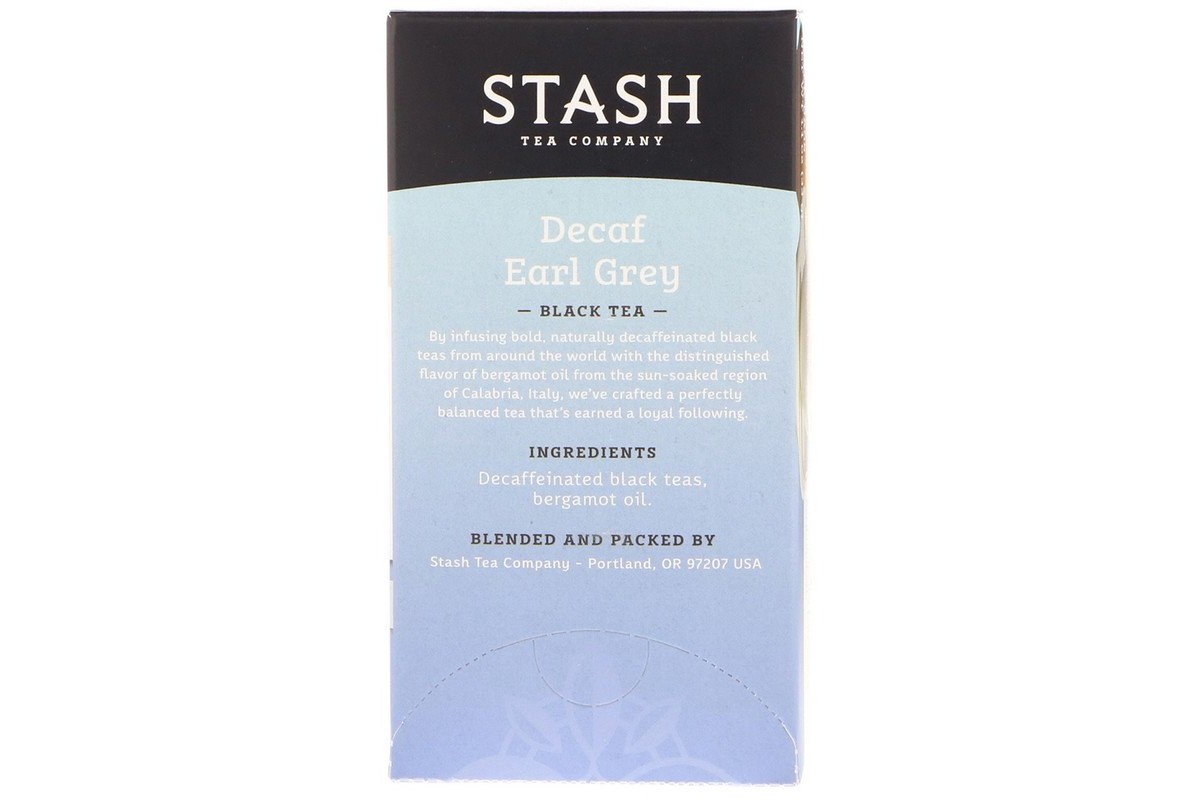 STASH
TEA COMPANY
Decaf
Earl Grey
— BLACK TEA —
By infusing bold, naturally decaffeinated black
teas from around the world with the distinguished
flavor of bergamot oil from the sun-soaked region
of Calabria, Italy, we've crafted a perfectly
balanced tea that's earned a loyal following.
INGREDIENTS
Decaffeinated black teas,
bergamot oil.
BLENDED AND PACKED BY
Stash Tea Company - Portland, OR 97207 USA